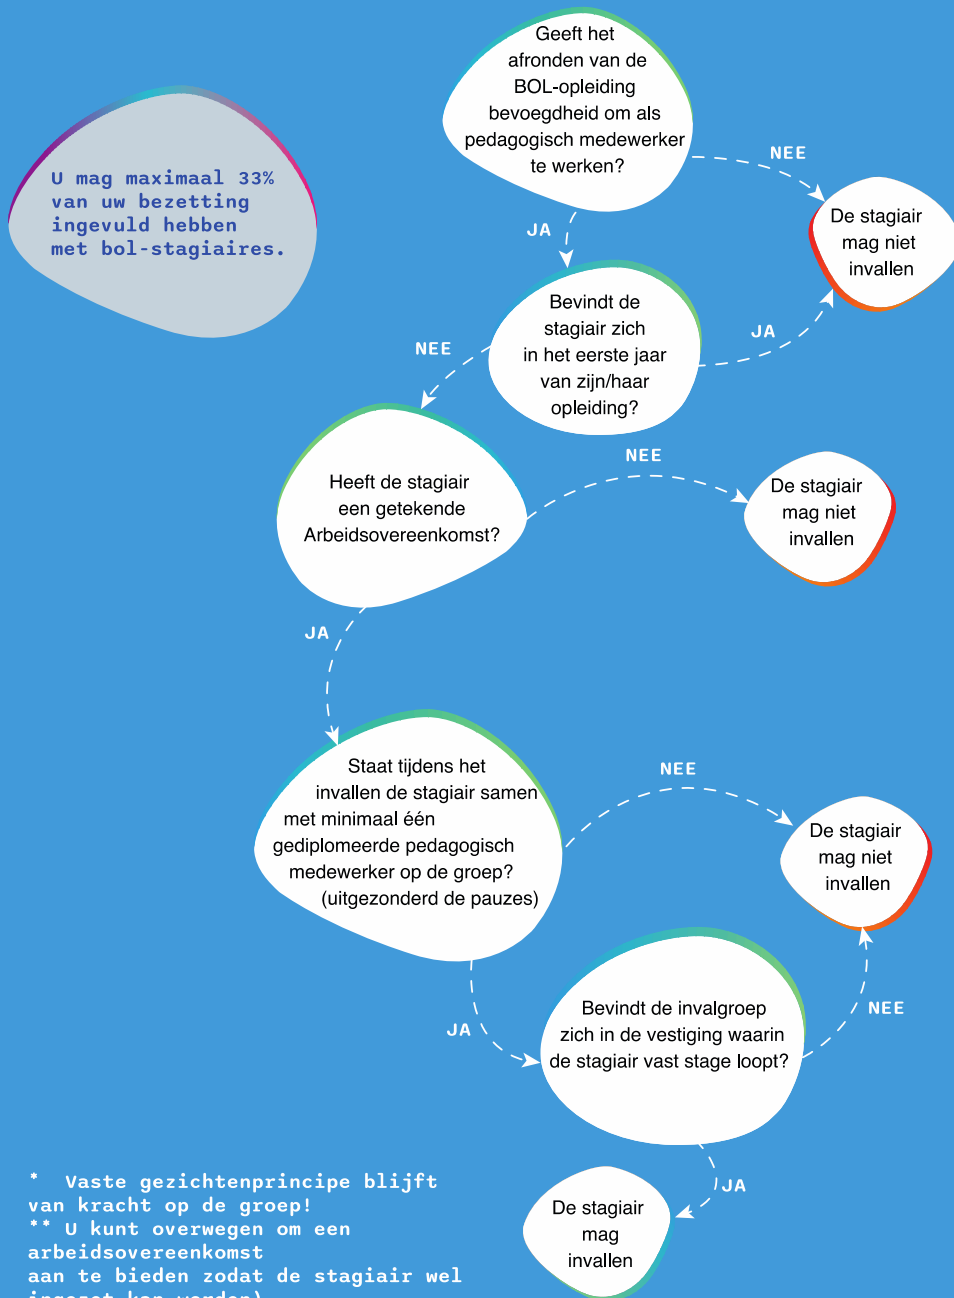 Geeft het
afronden van de
BOL-opleiding
bevoegdheid om als
pedagogisch medewerker
te werken?
NEE
U mag maximaal 33%
van uw bezetting
ingevuld hebben
met bol-stagiaires.
De stagiair
mag niet
invallen
JA
Bevindt de
stagiair zich
in het eerste jaar
van zijn/haar
opleiding?
JA
NEE
Heeft de stagiair
een getekende
Arbeidsovereenkomst?
NEE
De stagiair
mag niet
invallen
JA
Staat tijdens het
invallen de stagiair samen
met minimaal één
gediplomeerde pedagogisch
medewerker op de groep?
(uitgezonderd de pauzes)
NEE
De stagiair
mag niet
invallen
JA
Bevindt de invalgroep
zich in de vestiging waarin
de stagiair vast stage loopt?
NEE
JA
De stagiair
mag
invallen
* Vaste gezichtenprincipe blijft
van kracht op de groep!
** U kunt overwegen om een
arbeidsovereenkomst
aan te bieden zodat de stagiair wel